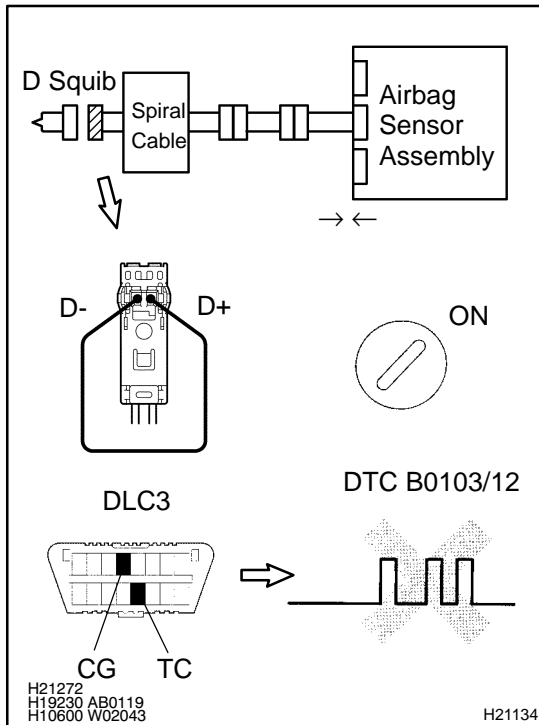 D Squib
Spiral
Cable
Airbag
Sensor
Assembly
D-
D+
ON
DLC3
DTC B0103/12
CG
TC
H21272
H19230 AB0119
H10600 W02043
H21134